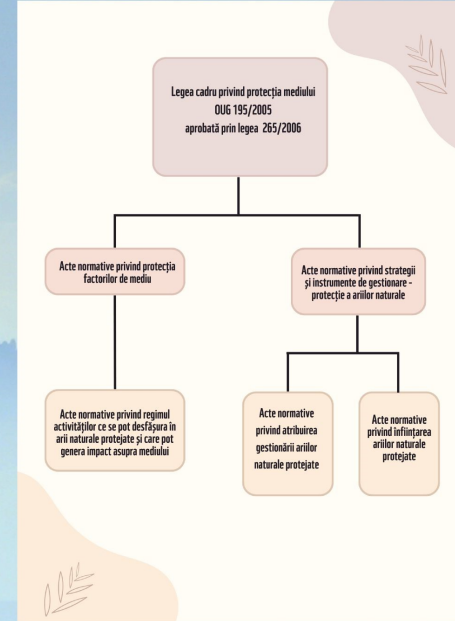 Legea cadru privind protecția mediului
OUG 195/2005
aprobată prin legea 265/2006
Acte normative privind protecția
factorilor de mediu
Acte normative privind strategii
și instrumente de gestionare -
protecție a ariilor naturale
Acte normative privind regimul
activităților ce se pot desfășura în
arii naturale protejate și care pot
genera impact asupra mediului
Acte normative
privind atribuirea
gestionării ariilor
naturale protejate
Acte normative
privind înființarea
ariilor naturale
protejate